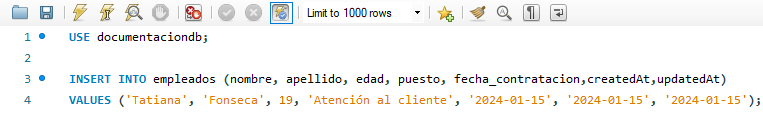 Limit to 1000 rows
1 USE documentaciondb;
2
3 INSERT INTO empleados (nombre, apellido, edad, puesto, fecha_contratacion,createdAt,updatedAt)
4 VALUES ('Tatiana', 'Fonseca', 19, 'Atención al cliente', '2024-01-15', '2024-01-15', '2024-01-15');